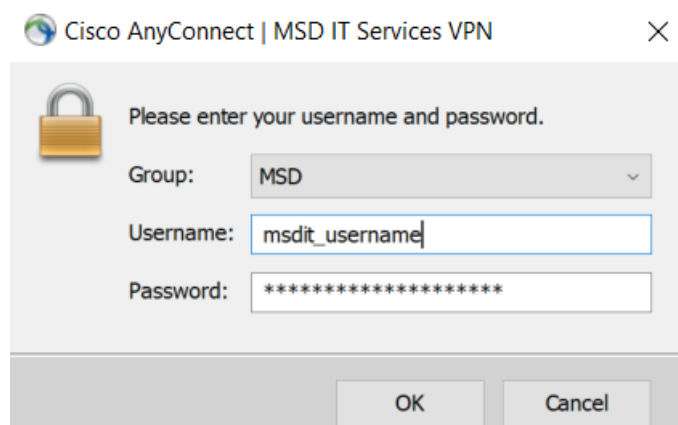 Cisco AnyConnect | MSD IT Services VPN
Please enter your username and password.
Group: MSD
Username: msdit_username
Password: ********************
OK Cancel